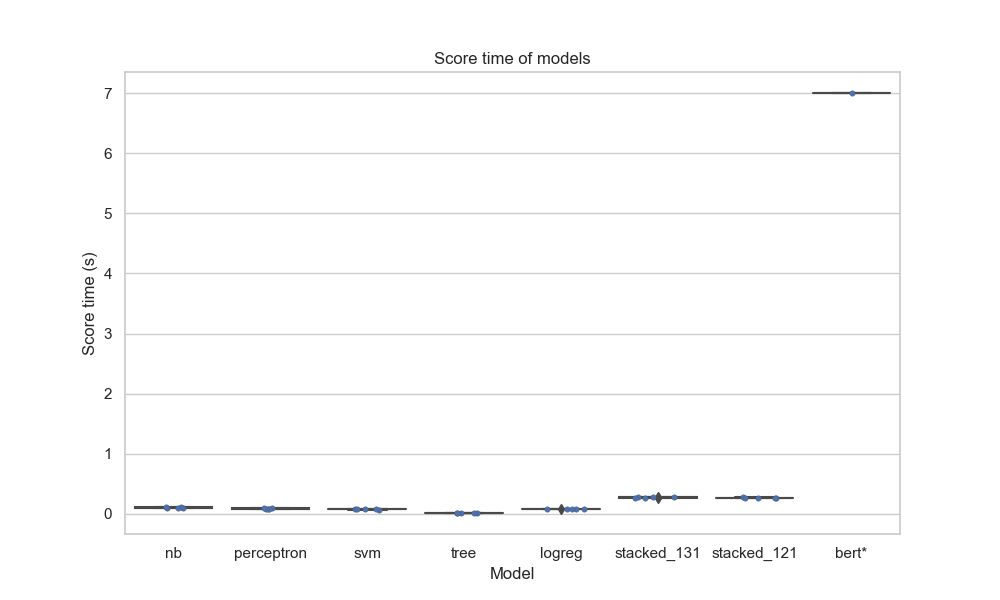 Score time of models
Score time (s)
7
6
5
4
3
2
1
0
nb perceptron svm tree logreg stacked_131 stacked_121 bert*
Model